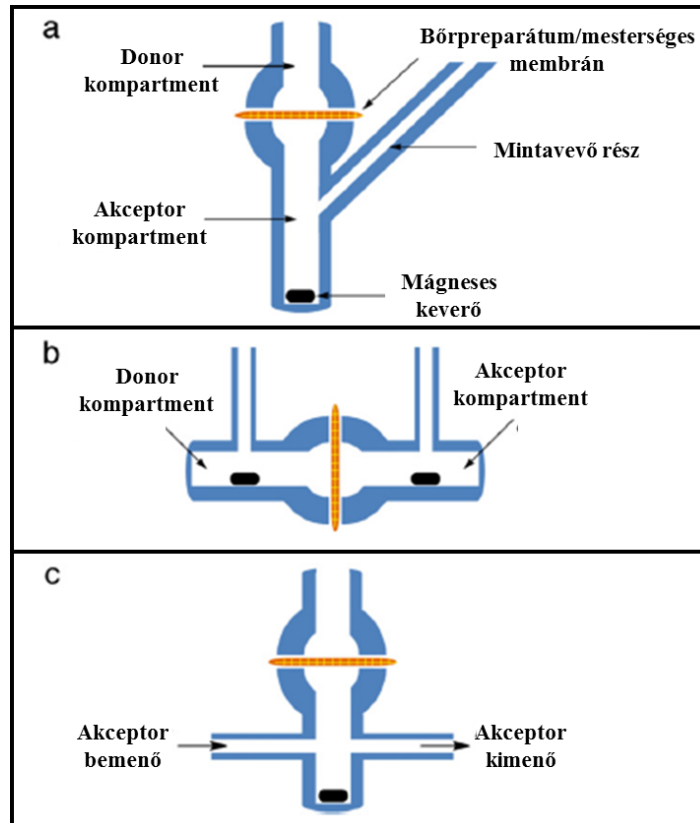 a
Donor
kompartment
Bőrpreparátum/mesterséges
membrán
Mintavevő rész
Akceptor
kompartment
Mágneses
keverő
b
Donor
kompartment
Akceptor
kompartment
c
Akceptor
bemenő
Akceptor
kimenő